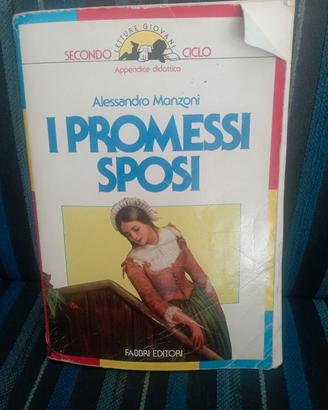 LETTURE GIOVANI
SECONDO CICLO
Appendice didattica
Alessandro Manzoni
I PROMESSI
SPOSI
FABBRI EDITORI